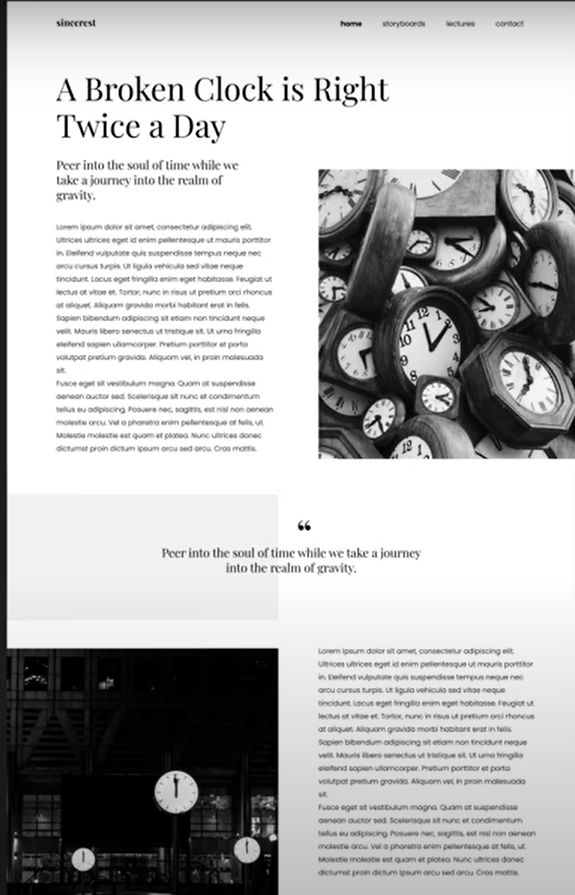 sincerest
home storyboards lectures contact
A Broken Clock is Right
Twice a Day
Peer into the soul of time while we
take a journey into the realm of
gravity.
Lorem ipsum dolor sit amet, consectetur adipiscing elit.
Ultrices ultrices eget id enim pellentesque ut mauris porttitor
in. Eleifend vulputate quis suspendisse tempus neque nec
arcu cursus turpis. Ut ligula vehicula sed vitae neque
tincidunt. Lacus eget fringilla enim eget habitasse. Feugiat ut
lectus at vitae et. Tortor, nunc in risus ut pretium orci rhoncus
at aliquet. Aliquam gravida morbi habitant erat in felis.
Sapien bibendum adipiscing sit etiam non tincidunt neque
velit. Mauris libero senectus ut tristique sit. Ut urna fringilla
eleifend sapien ullamcorper. Pretium porttitor et porta
volutpat pretium gravida. Aliquam vel, in proin malesuada
sit.
Fusce eget sit vestibulum magna. Quam at suspendisse
aenean auctor sed. Scelerisque sit nunc et condimentum
tellus eu adipiscing. Posuere nec, sagittis, est nisl non aenean
molestie arcu. Vel a pharetra enim pellentesque at felis, ut.
Molestie molestie est quam et platea. Nunc ultrices donec
dictumst proin dictum ipsum arcu sed arcu. Cras mattis.
“
Peer into the soul of time while we take a journey
into the realm of gravity.
Lorem ipsum dolor sit amet, consectetur adipiscing elit.
Ultrices ultrices eget id enim pellentesque ut mauris porttitor
in. Eleifend vulputate quis suspendisse tempus neque nec
arcu cursus turpis. Ut ligula vehicula sed vitae neque
tincidunt. Lacus eget fringilla enim eget habitasse. Feugiat ut
lectus at vitae et. Tortor, nunc in risus ut pretium orci rhoncus
at aliquet. Aliquam gravida morbi habitant erat in felis.
Sapien bibendum adipiscing sit etiam non tincidunt neque
velit. Mauris libero senectus ut tristique sit. Ut urna fringilla
eleifend sapien ullamcorper. Pretium porttitor et porta
volutpat pretium gravida. Aliquam vel, in proin malesuada
sit.
Fusce eget sit vestibulum magna. Quam at suspendisse
aenean auctor sed. Scelerisque sit nunc et condimentum
tellus eu adipiscing. Posuere nec, sagittis, est nisl non aenean
molestie arcu. Vel a pharetra enim pellentesque at felis, ut.
Molestie molestie est quam et platea. Nunc ultrices donec
dictumst proin dictum ipsum arcu sed arcu. Cras mattis.